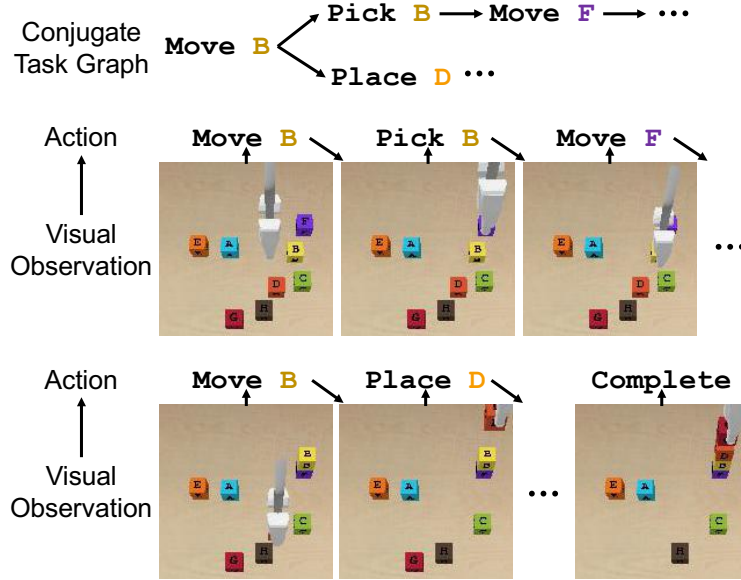 Conjugate
Task Graph
Move B
Pick B
Move F
...
Place D ...
Action
Visual
Observation
Move B
Pick B
Move F
F
E
A
B
D
C
G
H
E
A
B
D
C
G
H
E
A
D
C
G
H
...
Action
Visual
Observation
Move B
Place D
Complete
B
E
A
C
G
H
B
E
A
C
G
H
...
B
D
E
A
C
H